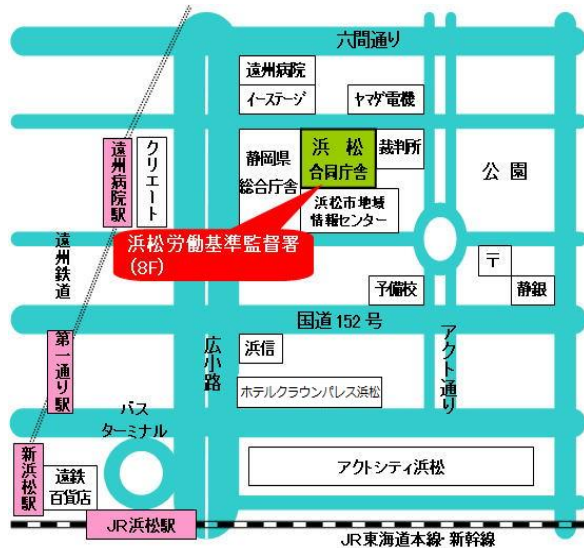 六間通り
遠州病院
イーステージ
ヤマダ電機
遠州病院駅
クリエート
静岡県
総合庁舎
浜松
合同庁舎
裁判所
公園
浜松市地域
情報センター
浜松労働基準監督署
(8F)
遠州鉄道
〒
予備校
静銀
国道152号
第一通り駅
広小路
浜信
アクト通り
ホテルクラウンパレス浜松
バス
ターミナル
新浜松駅
遠鉄
百貨店
アクトシティ浜松
JR浜松駅
JR東海道本線・新幹線